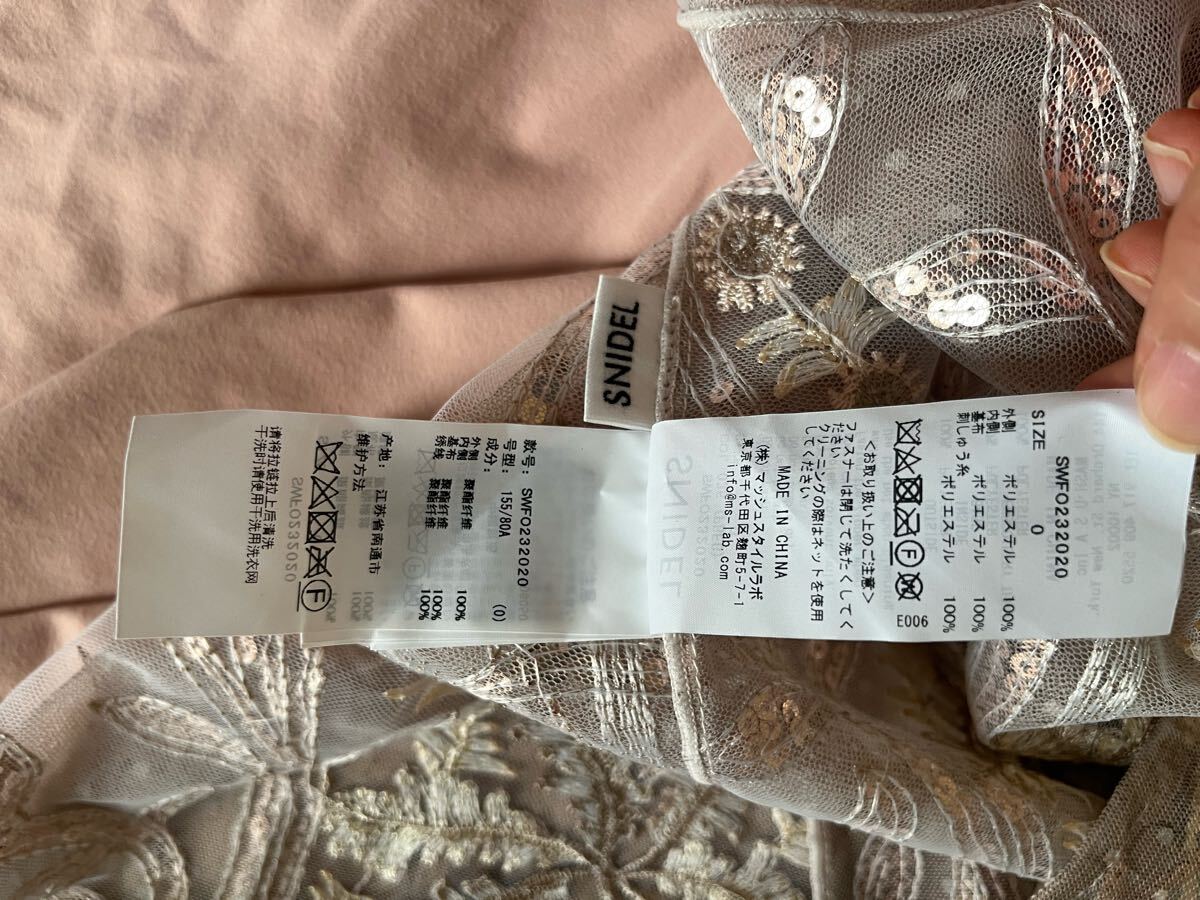 SNIDEL
SWFO232020
SIZE 0
外側 ポリエステル 100%
内側
基布 ポリエステル 100%
刺しゅう糸 ポリエステル 100%
E006
<お取り扱い上のご注意>
ファスナーは閉じて洗たくしてく
ださい
クリーニングの際はネットを使用
してください
MADE IN CHINA
(株)マッシュスタイルラボ
東京都千代田区麹町5-7-1
info@ms-lab.com
款号: SWFO232020
号型: 155/80A (0)
成分:
外侧 聚酯纤维 100%
内侧
基布 聚酯纤维 100%
绣线 聚酯纤维 100%
产地: 江苏省南通市
维护方法
请将拉链拉上后清洗
干洗时请使用干洗用洗衣网